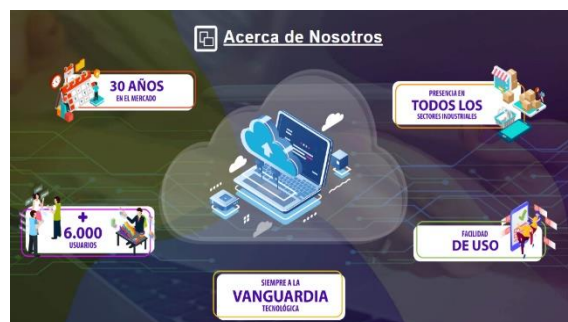 Acerca de Nosotros
30 AÑOS
EN EL MERCADO
PRESENCIA EN
TODOS LOS
SECTORES INDUSTRIALES
+
6.000
USUARIOS
FACILIDAD
DE USO
SIEMPRE A LA
VANGUARDIA
TECNOLÓGICA